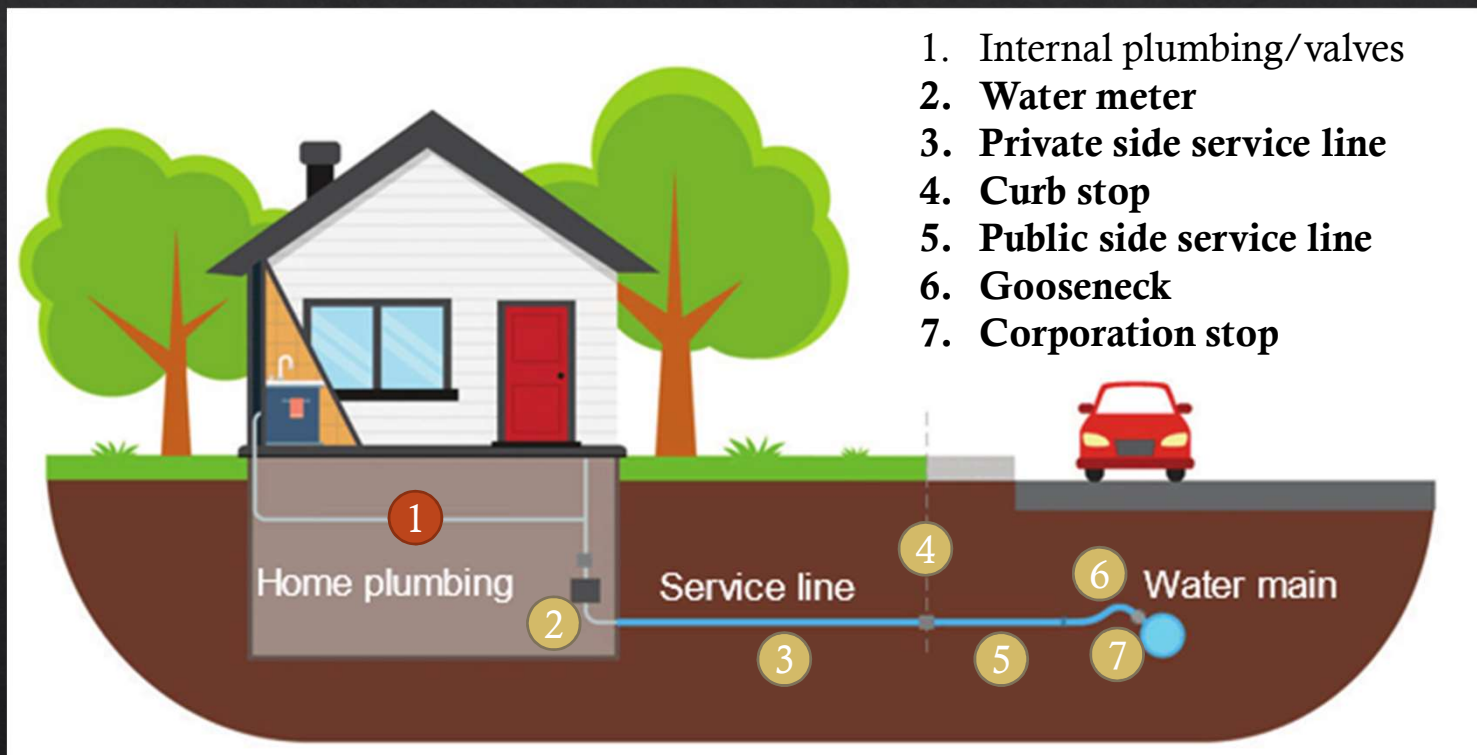 1. Internal plumbing/valves
2. Water meter
3. Private side service line
4. Curb stop
5. Public side service line
6. Gooseneck
7. Corporation stop
1
4
Home plumbing
Service line
6
Water main
2
3
5
7